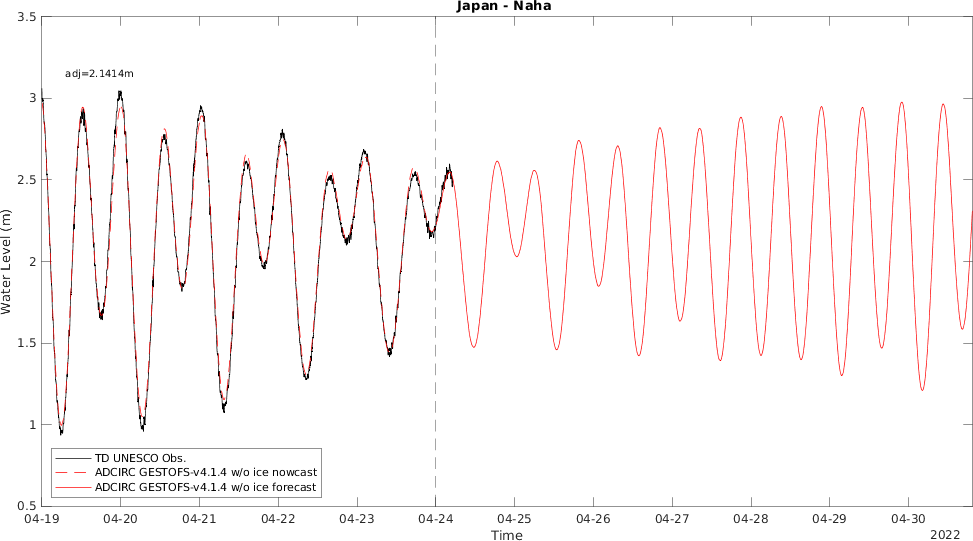 Japan - Naha
3.5
adj=2.1414m
3
2.5
2
1.5
1
0.5
Water Level (m)
TD UNESCO Obs.
ADCIRC GESTOFS-v4.1.4 w/o ice nowcast
ADCIRC GESTOFS-v4.1.4 w/o ice forecast
04-19 04-20 04-21 04-22 04-23 04-24 04-25 04-26 04-27 04-28 04-29 04-30
Time
2022